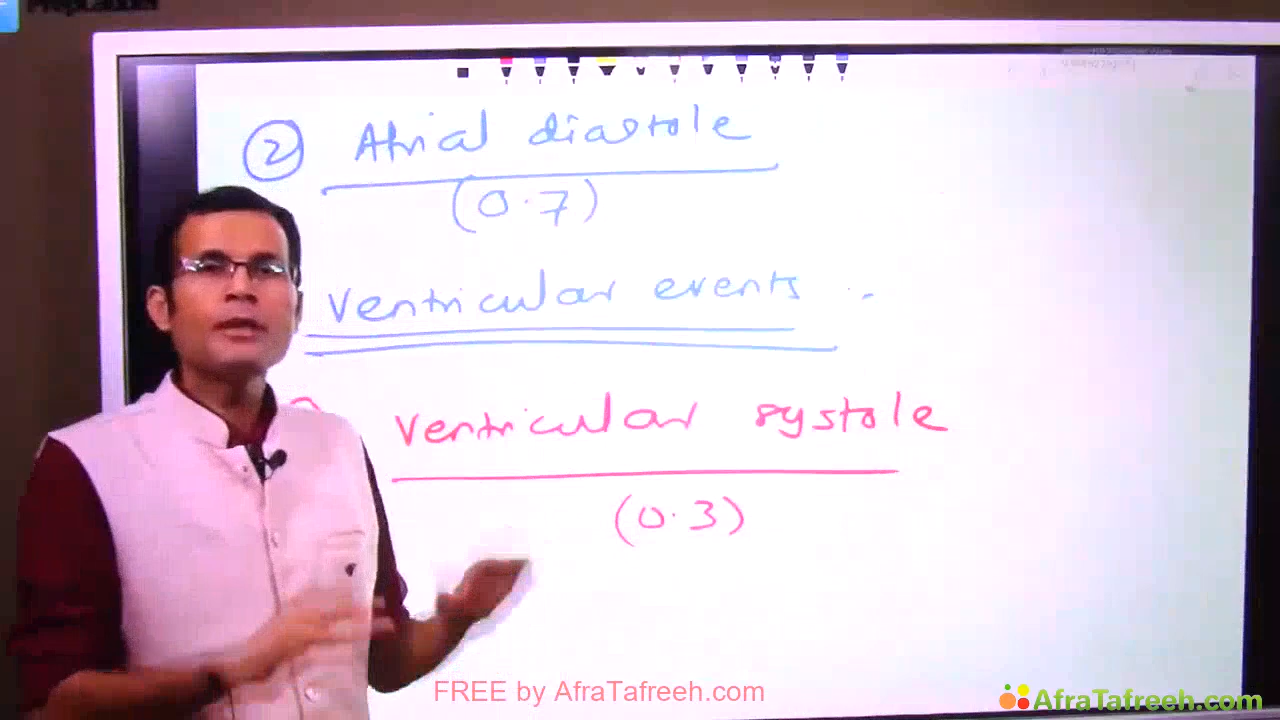 ② Atrial diastole
(0.7)
ventricular events :-
ventricular systole
(0.3)
FREE by AfraTafreeh.com
AfraTafreeh.com